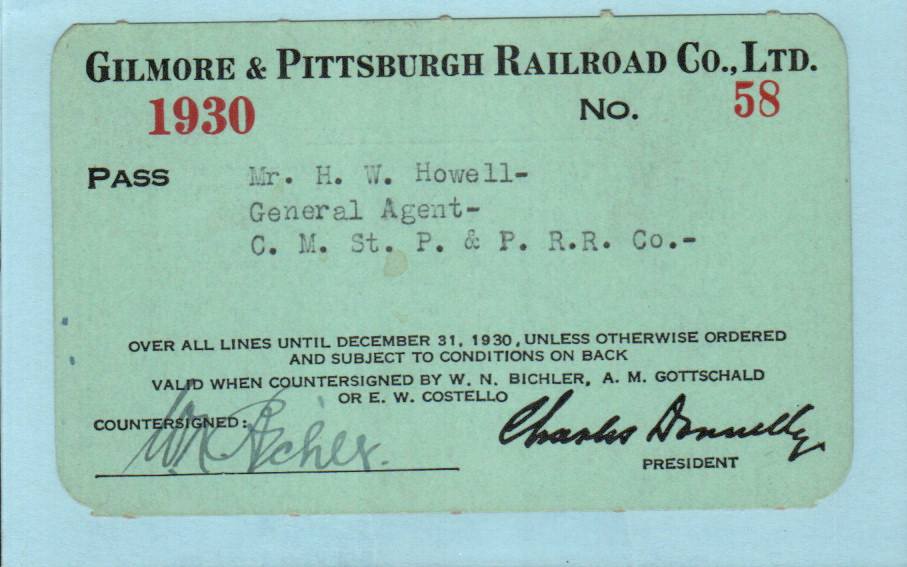 GILMORE & PITTSBURGH RAILROAD CO., LTD.
1930 NO. 58
PASS Mr. H. W. Howell-
General Agent-
C. M. St. P. & P. R.R. Co.-
OVER ALL LINES UNTIL DECEMBER 31, 1930, UNLESS OTHERWISE ORDERED
AND SUBJECT TO CONDITIONS ON BACK
VALID WHEN COUNTERSIGNED BY W. N. BICHLER, A. M. GOTTSCHALD
OR E. W. COSTELLO
COUNTERSIGNED: WN Bichler. Charles Donnelly
PRESIDENT